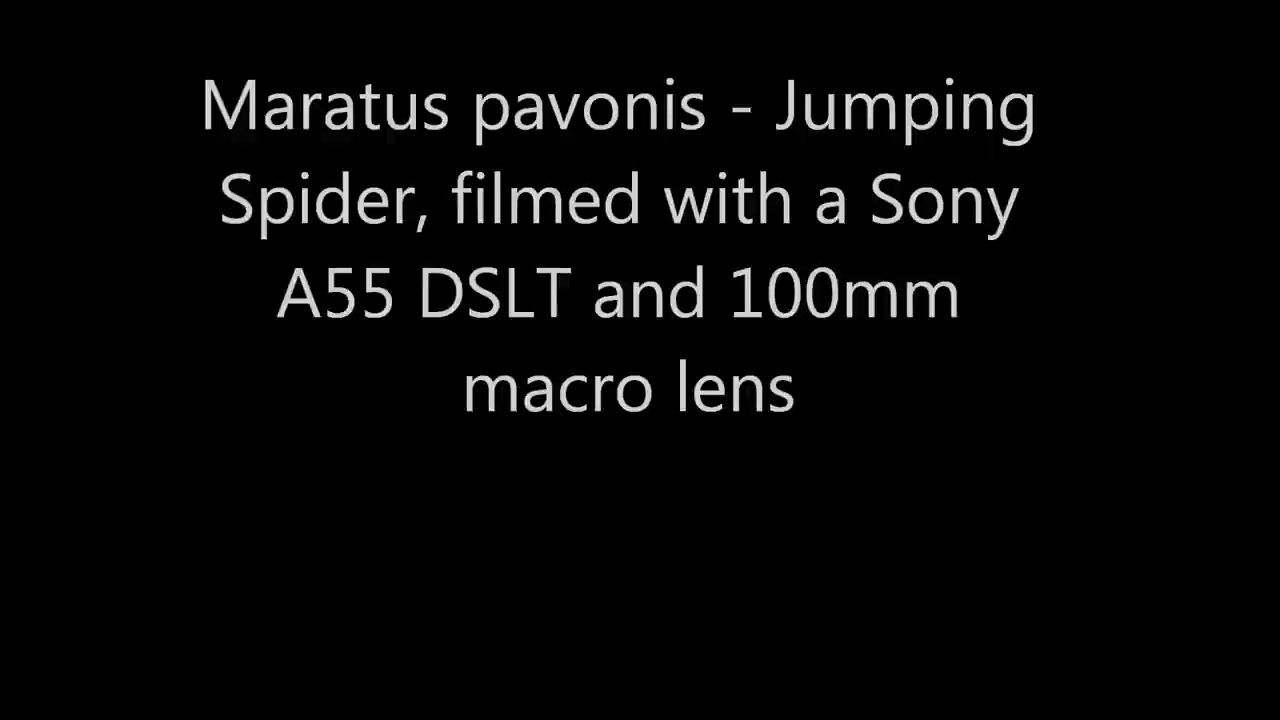 Maratus pavonis - Jumping
Spider, filmed with a Sony
A55 DSLT and 100mm
macro lens